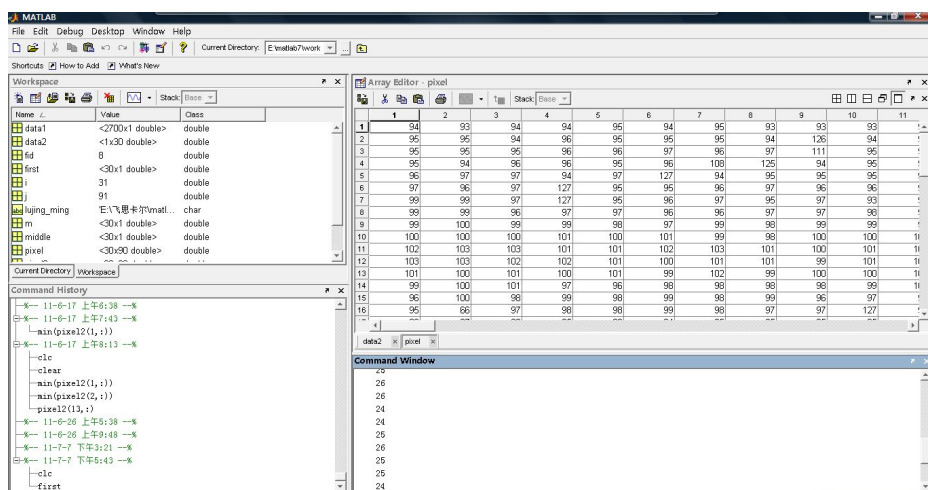 MATLAB
File Edit Debug Desktop Window Help
Current Directory: E:\matlab7\work
Shortcuts How to Add What's New
Workspace
Stack: Base
Name Value Class
data1 <2700x1 double> double
data2 <1x30 double> double
fid 8 double
first <30x1 double> double
i 31 double
j 91 double
lujing_ming 'E:\飞思卡尔\matl... char
m <30x1 double> double
middle <30x1 double> double
pixel <30x90 double> double
Current Directory Workspace
Command History
%-- 11-6-17 上午6:38 --%
%-- 11-6-17 上午7:43 --%
min(pixel2(1,:))
%-- 11-6-17 上午8:13 --%
clc
clear
min(pixel2(1,:))
min(pixel2(2,:))
pixel2(13,:)
%-- 11-6-26 上午5:38 --%
%-- 11-6-26 上午9:48 --%
%-- 11-7-7 下午3:21 --%
%-- 11-7-7 下午5:43 --%
clc
first
Array Editor - pixel
Stack: Base
1 2 3 4 5 6 7 8 9 10 11
1 94 93 94 94 95 94 95 93 93 93
2 95 95 94 96 95 95 95 94 126 94
3 95 95 95 96 96 97 96 97 111 95
4 95 94 96 96 95 96 108 125 94 95
5 96 97 97 94 97 127 94 95 95 95
6 97 96 97 127 95 95 96 97 96 96
7 99 99 97 127 95 96 95 97 97 93
8 99 99 96 97 97 96 96 97 97 98
9 99 100 99 99 98 97 99 98 99 99
10 100 100 100 101 100 101 99 98 100 100
11 102 103 103 101 101 102 103 101 100 101
12 103 103 102 102 101 100 101 101 99 101
13 101 100 101 100 101 99 102 99 100 100
14 99 100 101 97 96 98 98 98 98 99
15 96 100 98 99 98 99 98 99 96 97
16 95 66 97 98 98 99 98 97 97 127
data2 pixel
Command Window
26
26
24
24
25
26
25
25
24